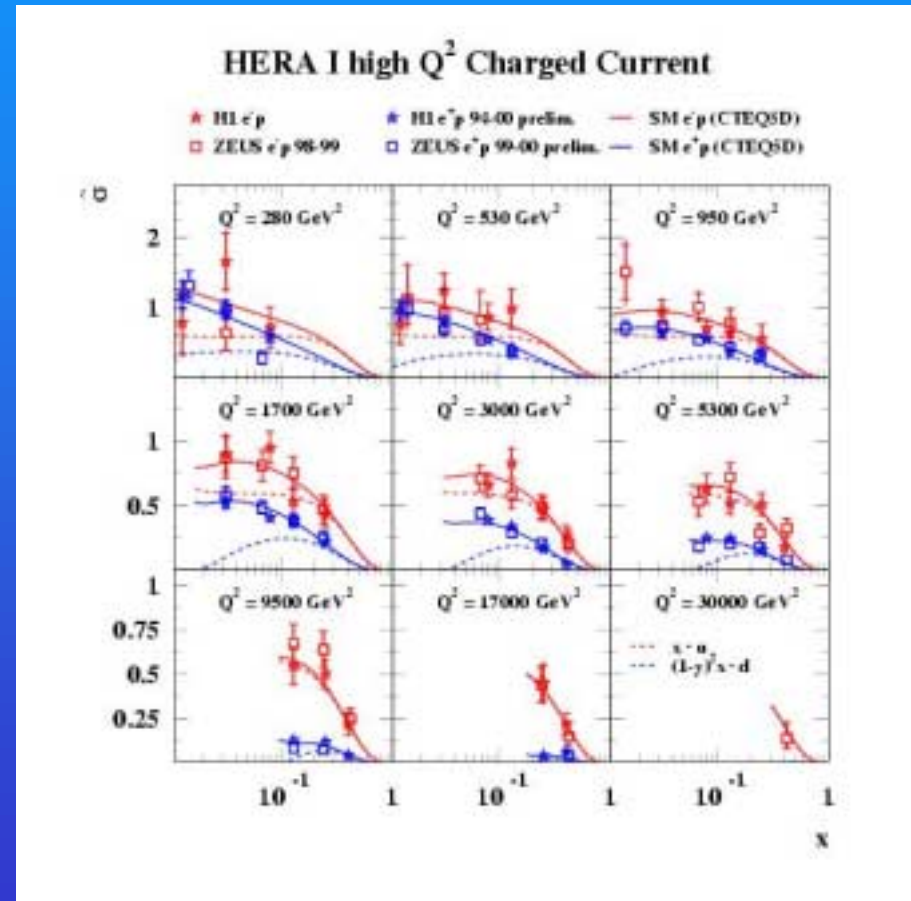 HERA I high Q² Charged Current
H1 e⁻p
H1 e⁺p 94-00 prelim.
SM e⁻p (CTEQ5D)
ZEUS e⁻p 98-99
ZEUS e⁺p 99-00 prelim.
SM e⁺p (CTEQ5D)
σ̃
Q² = 280 GeV²
Q² = 530 GeV²
Q² = 950 GeV²
2
1
Q² = 1700 GeV²
Q² = 3000 GeV²
Q² = 5300 GeV²
1
0.5
Q² = 9500 GeV²
Q² = 17000 GeV²
Q² = 30000 GeV²
1
0.75
0.5
0.25
x · u
(1-y)² x · d
10⁻¹ 1 10⁻¹ 1 10⁻¹ 1
x